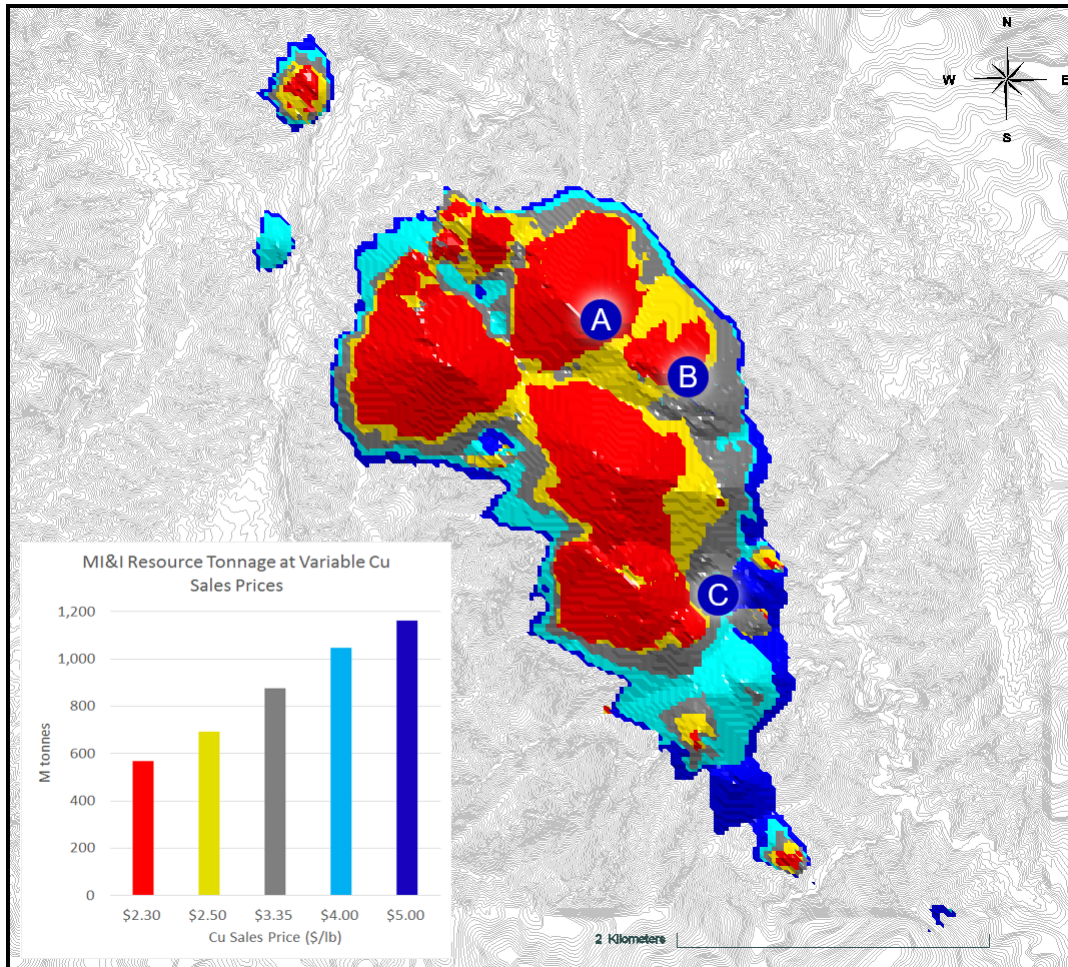 N
W E
S
A
B
C
MI&I Resource Tonnage at Variable Cu
Sales Prices
1,200
1,000
800
600
400
200
0
M tonnes
$2.30 $2.50 $3.35 $4.00 $5.00
Cu Sales Price ($/lb)
2 Kilometers